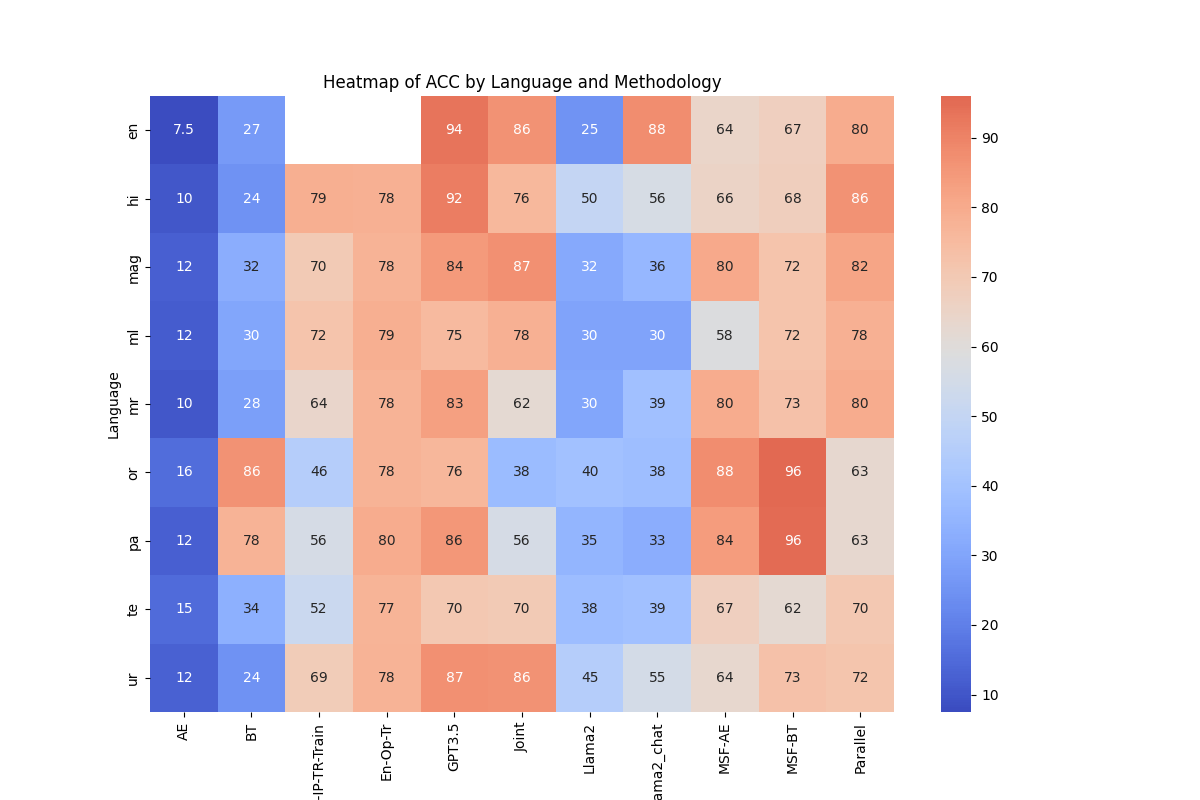 Heatmap of ACC by Language and Methodology
en 7.5 27 94 86 25 88 64 67 80
hi 10 24 79 78 92 76 50 56 66 68 86
mag 12 32 70 78 84 87 32 36 80 72 82
ml 12 30 72 79 75 78 30 30 58 72 78
mr 10 28 64 78 83 62 30 39 80 73 80
or 16 86 46 78 76 38 40 38 88 96 63
pa 12 78 56 80 86 56 35 33 84 96 63
te 15 34 52 77 70 70 38 39 67 62 70
ur 12 24 69 78 87 86 45 55 64 73 72
Language
AE
BT
-IP-TR-Train
En-Op-Tr
GPT3.5
Joint
Llama2
ama2_chat
MSF-AE
MSF-BT
Parallel
90
80
70
60
50
40
30
20
10